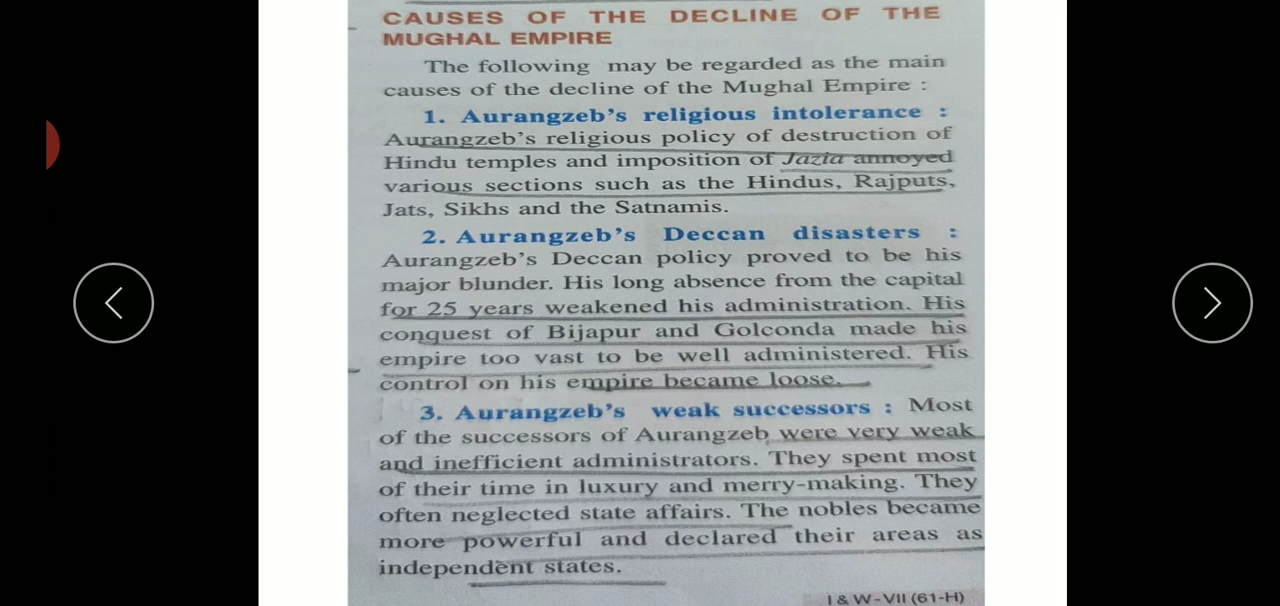 CAUSES OF THE DECLINE OF THE
MUGHAL EMPIRE
The following may be regarded as the main
causes of the decline of the Mughal Empire :
1. Aurangzeb's religious intolerance :
Aurangzeb's religious policy of destruction of
Hindu temples and imposition of Jazia annoyed
various sections such as the Hindus, Rajputs,
Jats, Sikhs and the Satnamis.
2. Aurangzeb's Deccan disasters :
Aurangzeb's Deccan policy proved to be his
major blunder. His long absence from the capital
for 25 years weakened his administration. His
conquest of Bijapur and Golconda made his
empire too vast to be well administered. His
control on his empire became loose.
3. Aurangzeb's weak successors : Most
of the successors of Aurangzeb were very weak
and inefficient administrators. They spent most
of their time in luxury and merry-making. They
often neglected state affairs. The nobles became
more powerful and declared their areas as
independent states.
I & W-VII (61-H)